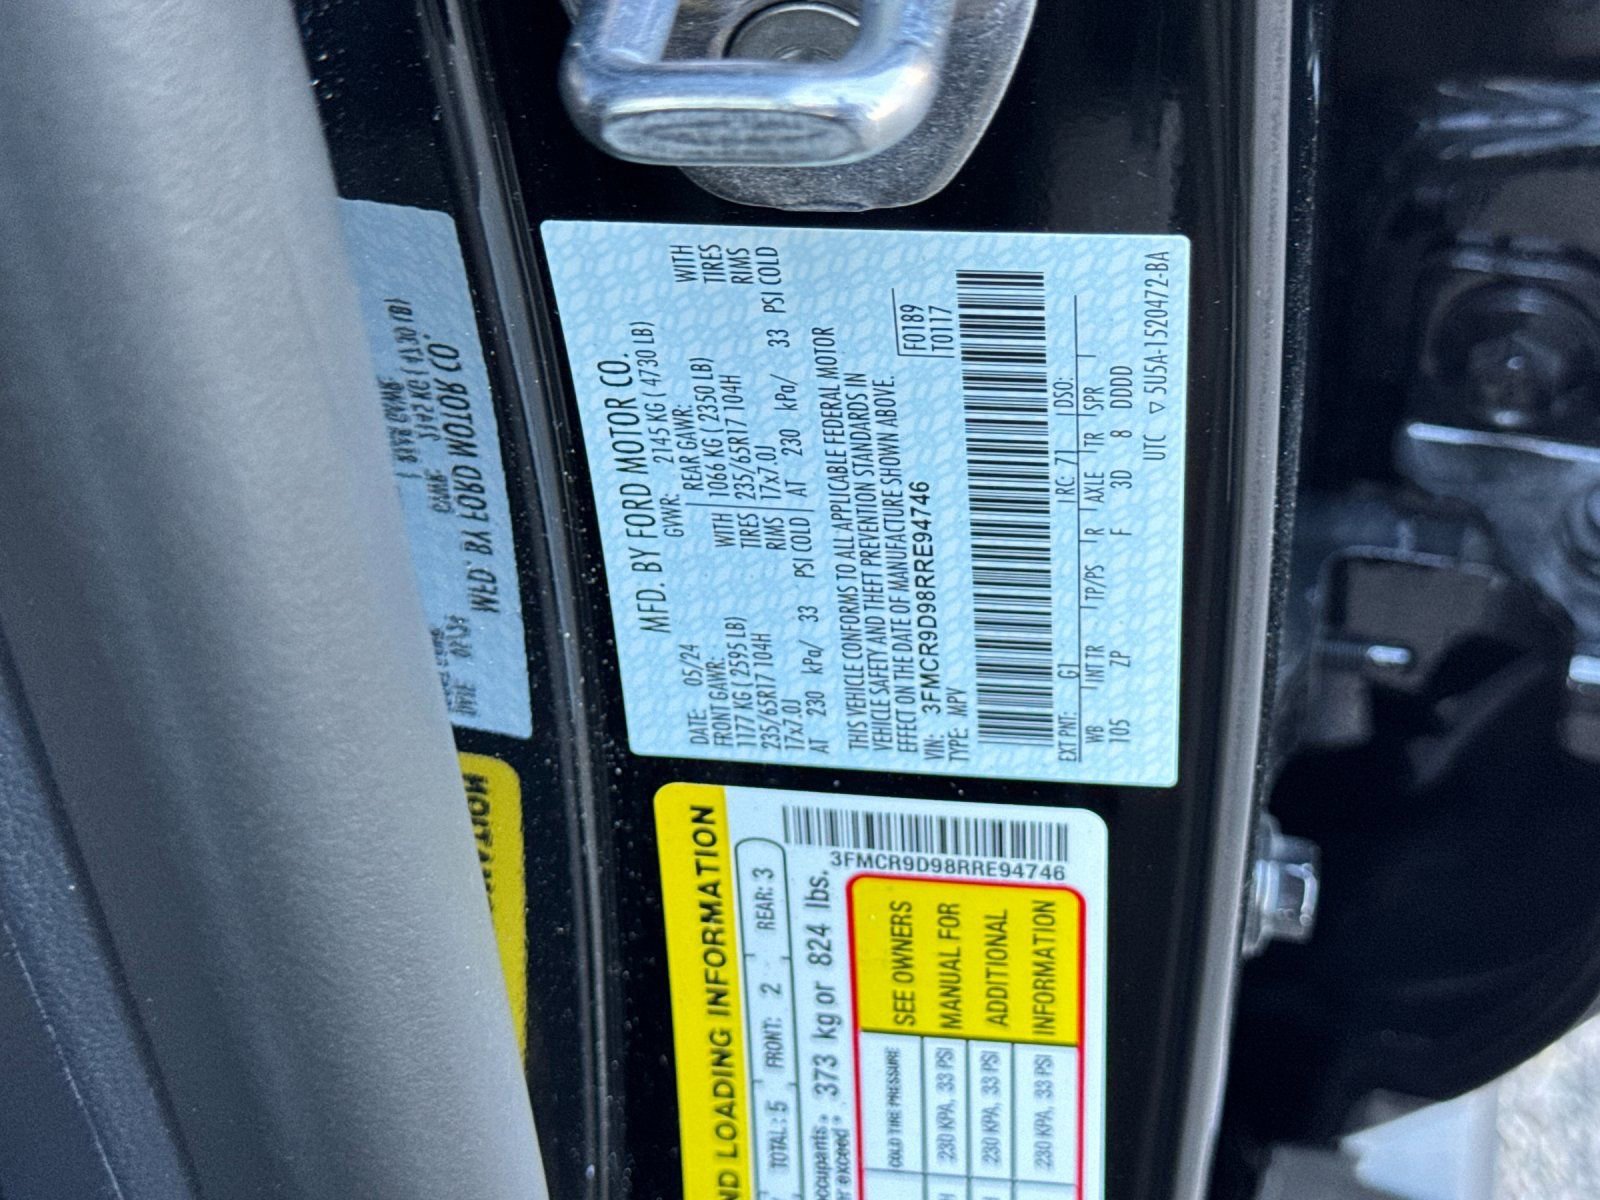 MFD. BY FORD MOTOR CO.
DATE: 05/24 GVWR: 2145 KG ( 4730 LB)
FRONT GAWR: REAR GAWR:
1177 KG ( 2595 LB) WITH 1066 KG ( 2350 LB) WITH
235/65R17 104H TIRES 235/65R17 104H TIRES
17x7.0J RIMS 17x7.0J RIMS
AT 230 kPa/ 33 PSI COLD AT 230 kPa/ 33 PSI COLD
THIS VEHICLE CONFORMS TO ALL APPLICABLE FEDERAL MOTOR
VEHICLE SAFETY AND THEFT PREVENTION STANDARDS IN
EFFECT ON THE DATE OF MANUFACTURE SHOWN ABOVE.
VIN: 3FMCR9D98RRE94746 F0189
TYPE: MPV T0117
EXT PNT: G1 RC: 71 DSO:
WB INT TR TP/PS R AXLE TR SPR
105 ZP F 3D 8 DDDD
UTC ▽ 5U5A-1520472-BA
LOADING INFORMATION
TOTAL: 5 FRONT: 2 REAR: 3
373 kg or 824 lbs.
3FMCR9D98RRE94746
COLD TIRE PRESSURE
230 KPA, 33 PSI
230 KPA, 33 PSI
230 KPA, 33 PSI
SEE OWNERS
MANUAL FOR
ADDITIONAL
INFORMATION